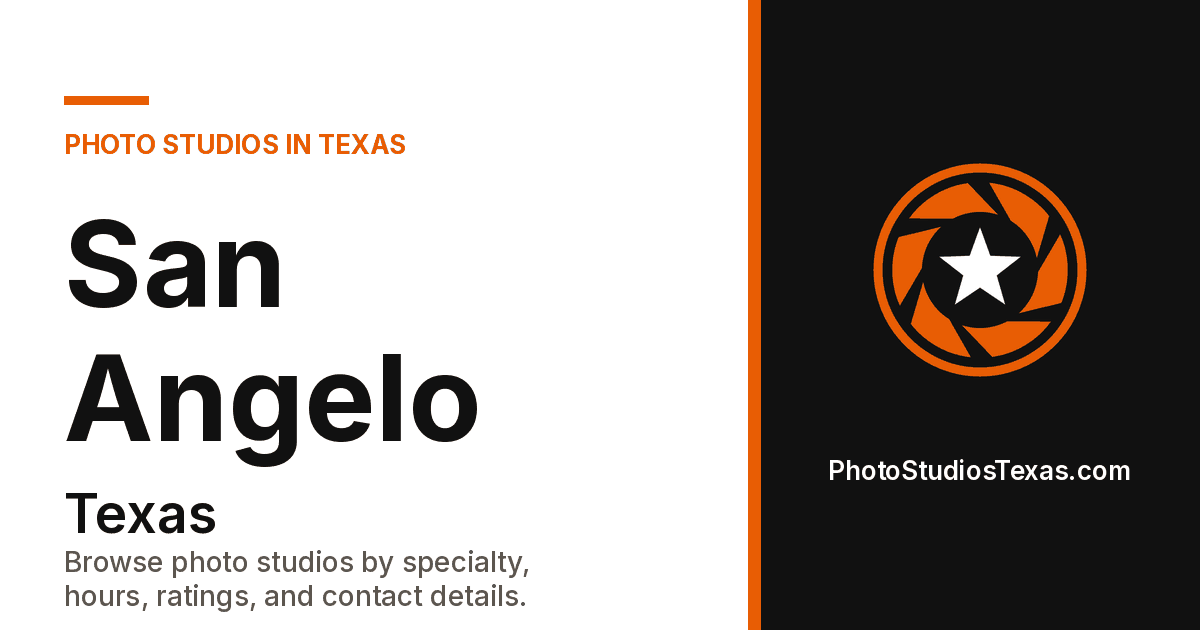 PHOTO STUDIOS IN TEXAS
San
Angelo
Texas
Browse photo studios by specialty,
hours, ratings, and contact details.
PhotoStudiosTexas.com